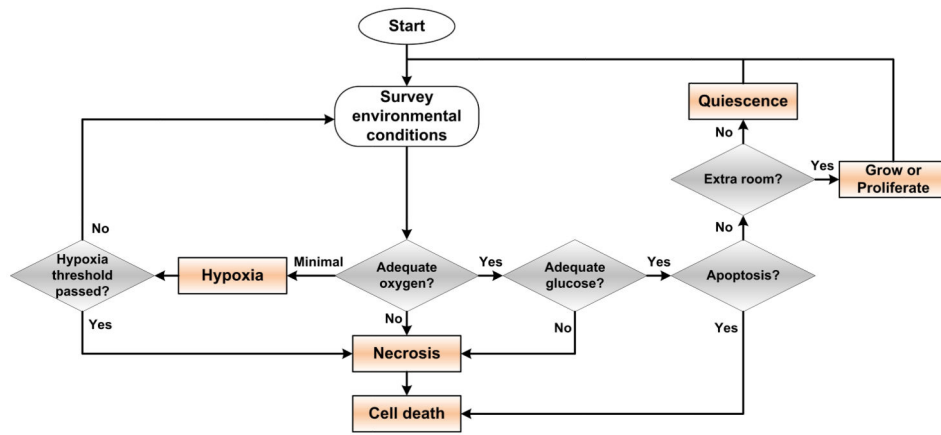 Start
Survey
environmental
conditions
Quiescence
No
Extra room?
Yes
Grow or
Proliferate
No
No
Hypoxia
threshold
passed?
Hypoxia
Minimal
Adequate
oxygen?
Yes
Adequate
glucose?
Yes
Apoptosis?
Yes
No
No
Yes
Necrosis
Cell death